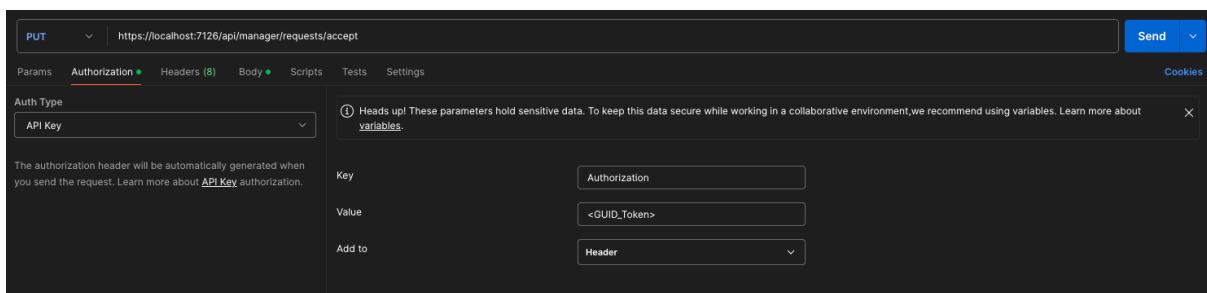 PUT https://localhost:7126/api/manager/requests/accept Send
Params Authorization Headers (8) Body Scripts Tests Settings Cookies
Auth Type
API Key
The authorization header will be automatically generated when
you send the request. Learn more about API Key authorization.
Heads up! These parameters hold sensitive data. To keep this data secure while working in a collaborative environment,we recommend using variables. Learn more about
variables.
Key Authorization
Value <GUID_Token>
Add to Header